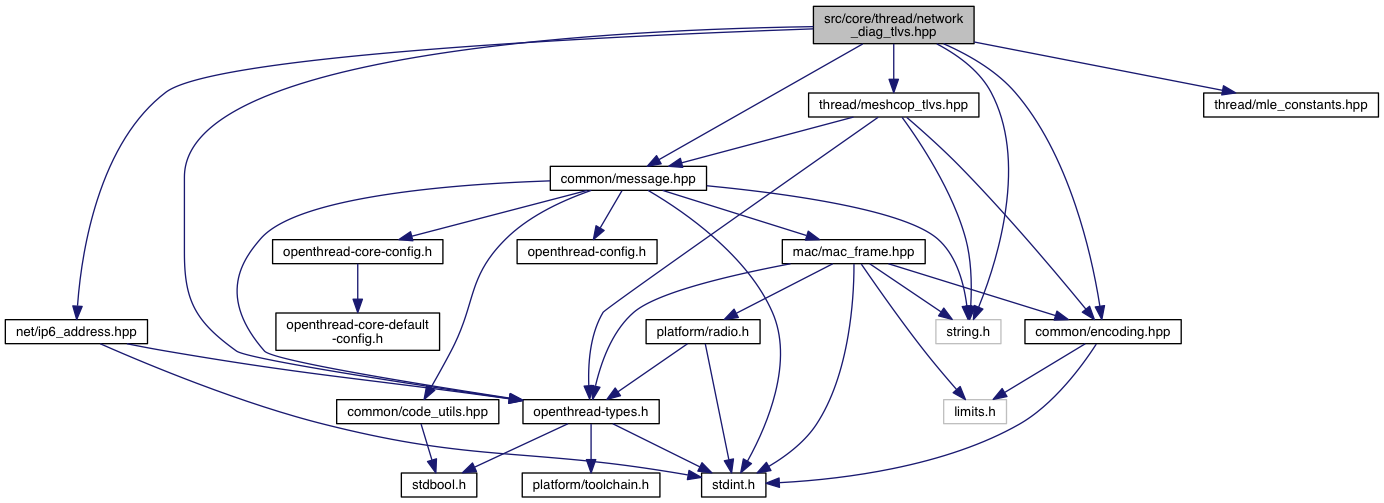 src/core/thread/network
_diag_tlvs.hpp
thread/meshcop_tlvs.hpp
thread/mle_constants.hpp
common/message.hpp
openthread-core-config.h
openthread-config.h
mac/mac_frame.hpp
net/ip6_address.hpp
openthread-core-default
-config.h
platform/radio.h
string.h
common/encoding.hpp
common/code_utils.hpp
openthread-types.h
limits.h
stdbool.h
platform/toolchain.h
stdint.h